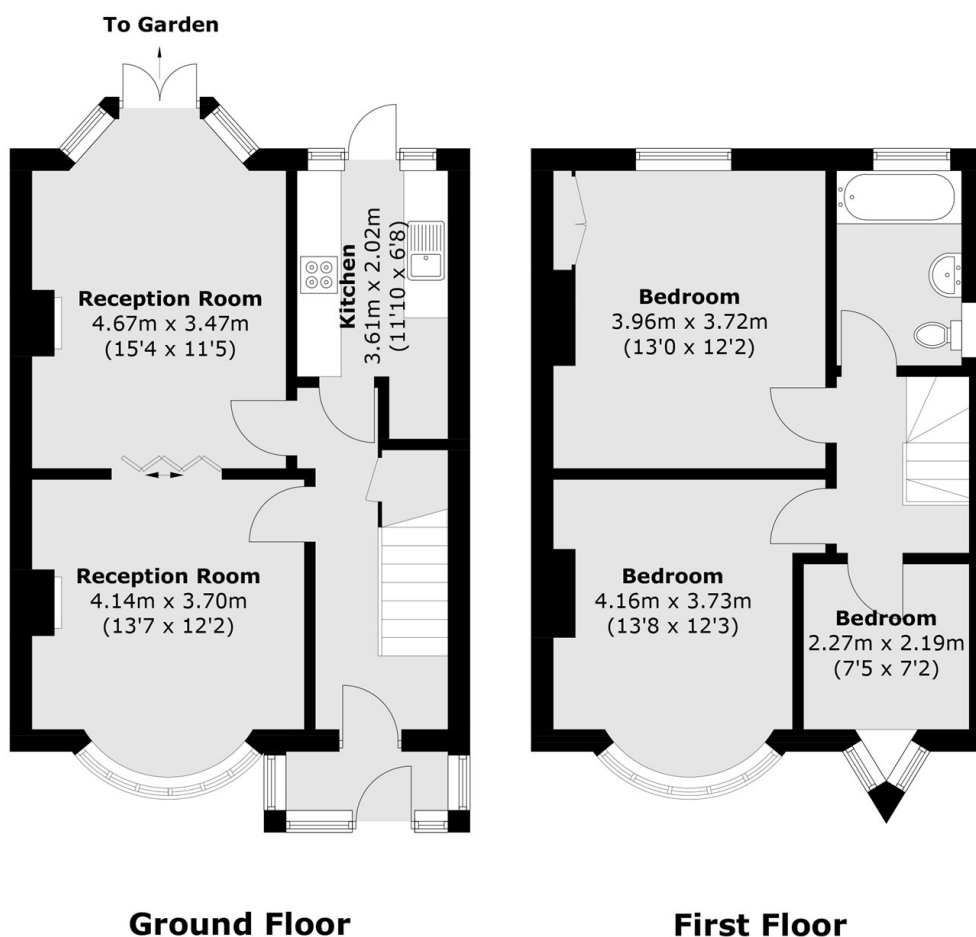 To Garden
Reception Room
4.67m x 3.47m
(15'4 x 11'5)
Kitchen
3.61m x 2.02m
(11'10 x 6'8)
Reception Room
4.14m x 3.70m
(13'7 x 12'2)
Ground Floor
Bedroom
3.96m x 3.72m
(13'0 x 12'2)
Bedroom
4.16m x 3.73m
(13'8 x 12'3)
Bedroom
2.27m x 2.19m
(7'5 x 7'2)
First Floor